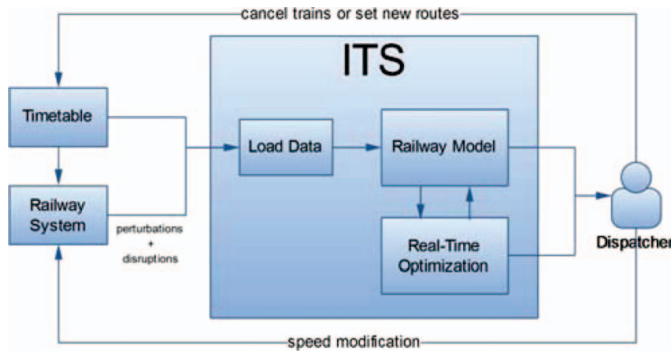 cancel trains or set new routes
ITS
Timetable
Load Data
Railway Model
Railway
System
perturbations
+
disruptions
Real-Time
Optimization
Dispatcher
speed modification